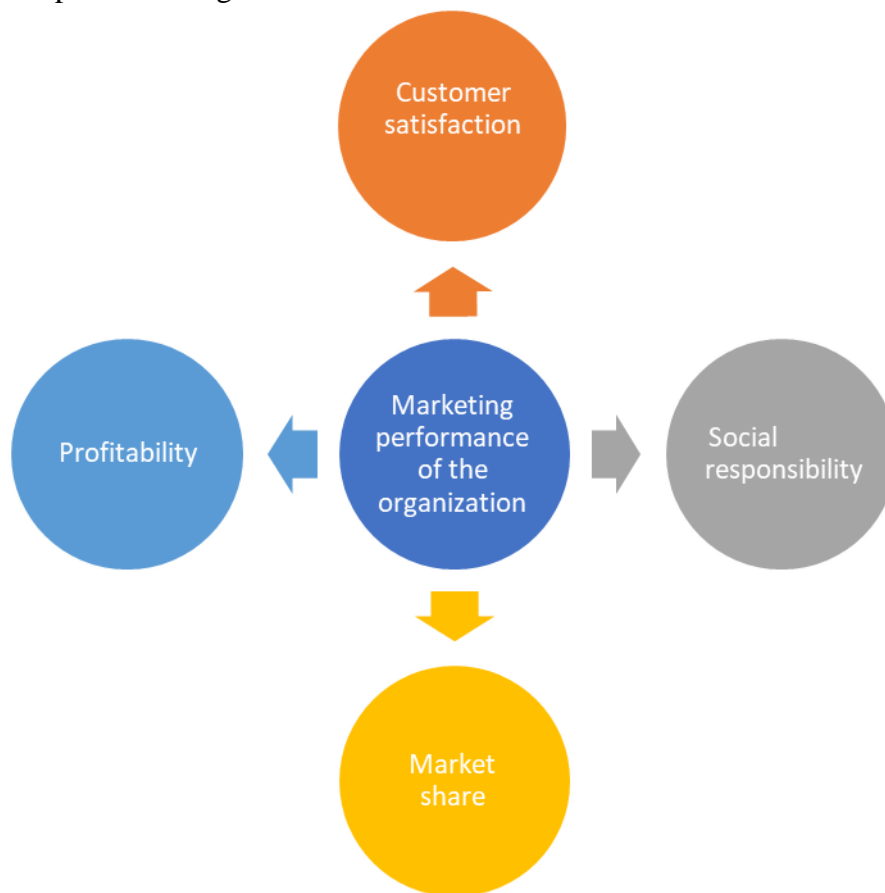 Customer
satisfaction
Profitability
Marketing
performance
of the
organization
Social
responsibility
Market
share